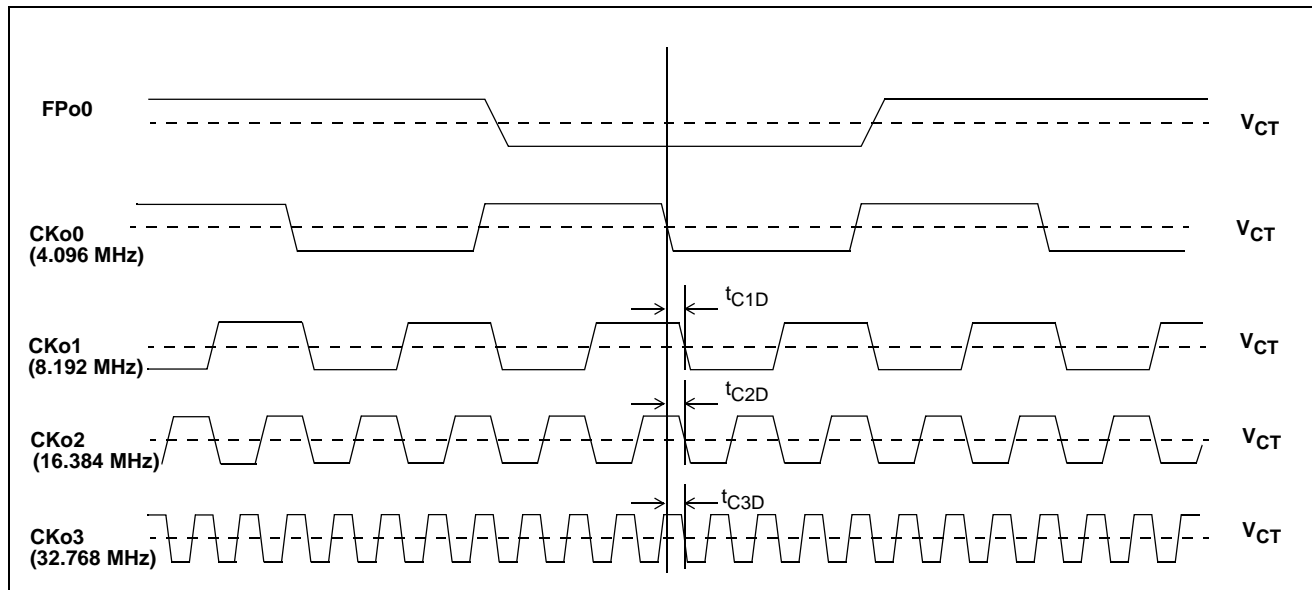 FPo0
V_CT
CKo0
(4.096 MHz)
V_CT
t_C1D
CKo1
(8.192 MHz)
V_CT
t_C2D
CKo2
(16.384 MHz)
V_CT
t_C3D
CKo3
(32.768 MHz)
V_CT